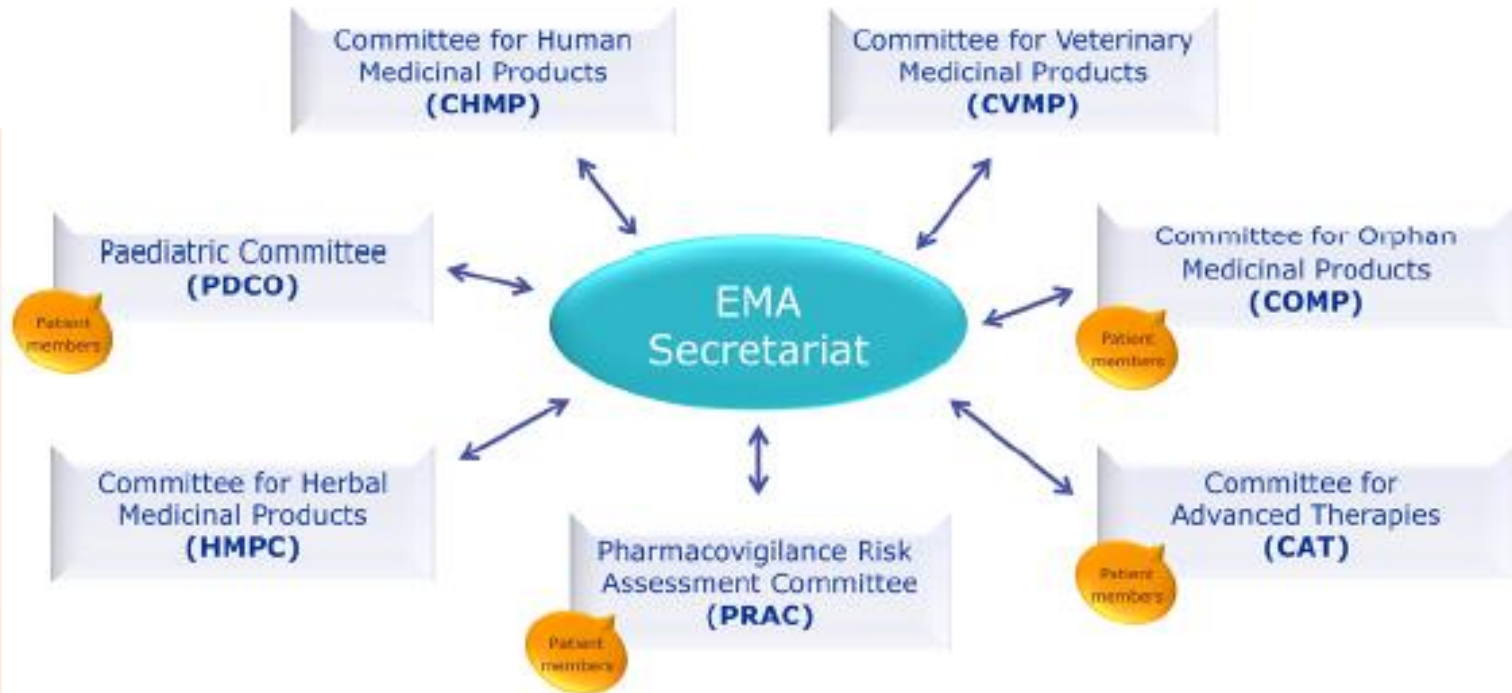 Committee for Human
Medicinal Products
(CHMP)
Committee for Veterinary
Medicinal Products
(CVMP)
Paediatric Committee
(PDCO)
Patient
members
EMA
Secretariat
Committee for Orphan
Medicinal Products
(COMP)
Patient
members
Committee for Herbal
Medicinal Products
(HMPC)
Pharmacovigilance Risk
Assessment Committee
(PRAC)
Patient
members
Committee for
Advanced Therapies
(CAT)
Patient
members